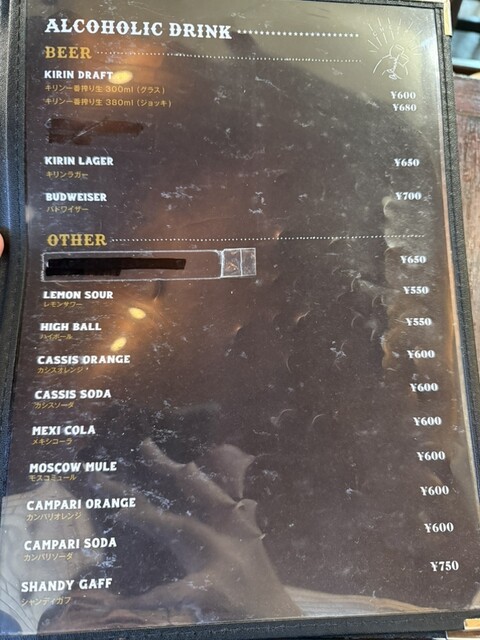 ALCOHOLIC DRINK
BEER
KIRIN DRAFT
キリン一番搾り生 300ml (グラス) ¥600
キリン一番搾り生 380ml (ジョッキ) ¥680
KIRIN LAGER ¥650
キリンラガー
BUDWEISER ¥700
バドワイザー
OTHER
¥650
LEMON SOUR ¥550
レモンサワー
HIGH BALL ¥550
ハイボール
CASSIS ORANGE ¥600
カシスオレンジ
CASSIS SODA ¥600
カシスソーダ
MEXI COLA ¥600
メキシコーラ
MOSCOW MULE ¥600
モスコミュール
CAMPARI ORANGE ¥600
カンパリオレンジ
CAMPARI SODA ¥600
カンパリソーダ
SHANDY GAFF ¥750
シャンディガフ